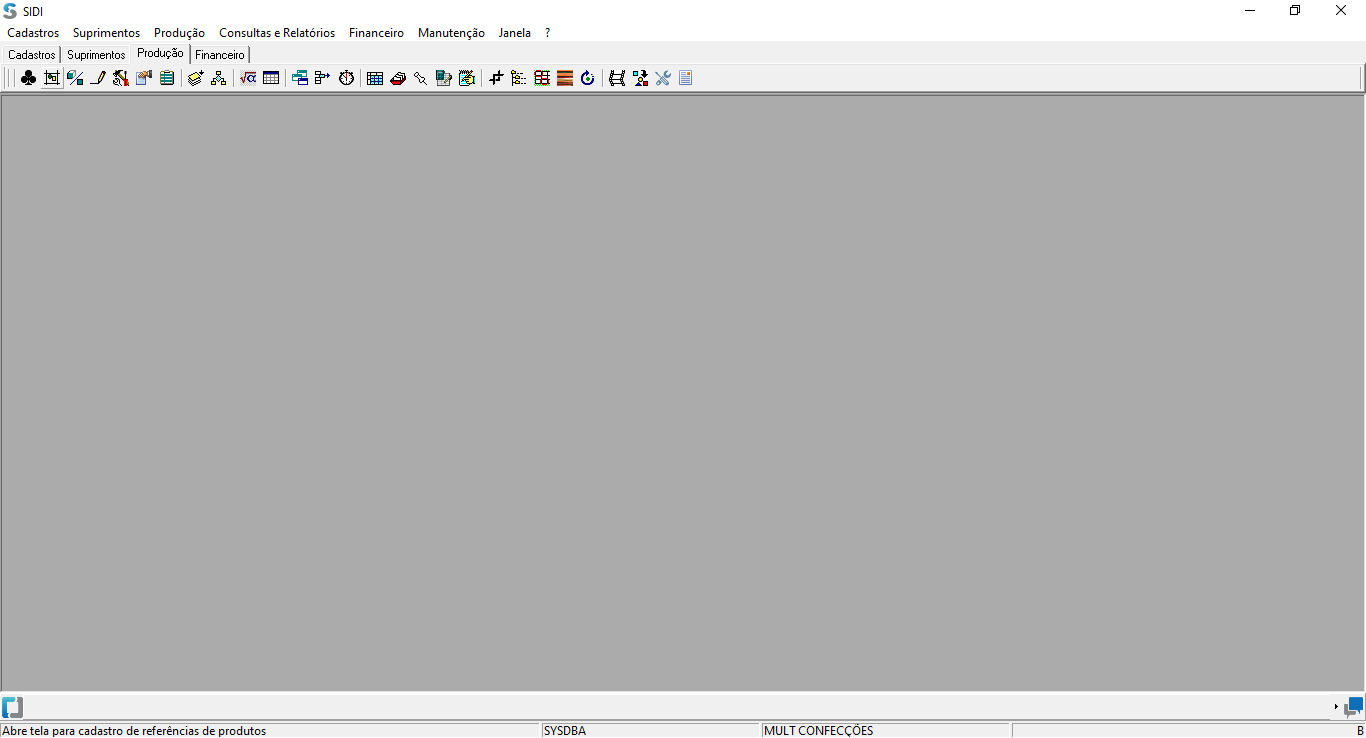 SIDI
Cadastros Suprimentos Produção Consultas e Relatórios Financeiro Manutenção Janela ?
Cadastros Suprimentos Produção Financeiro
Abre tela para cadastro de referências de produtos SYSDBA MULT CONFECÇÕES B